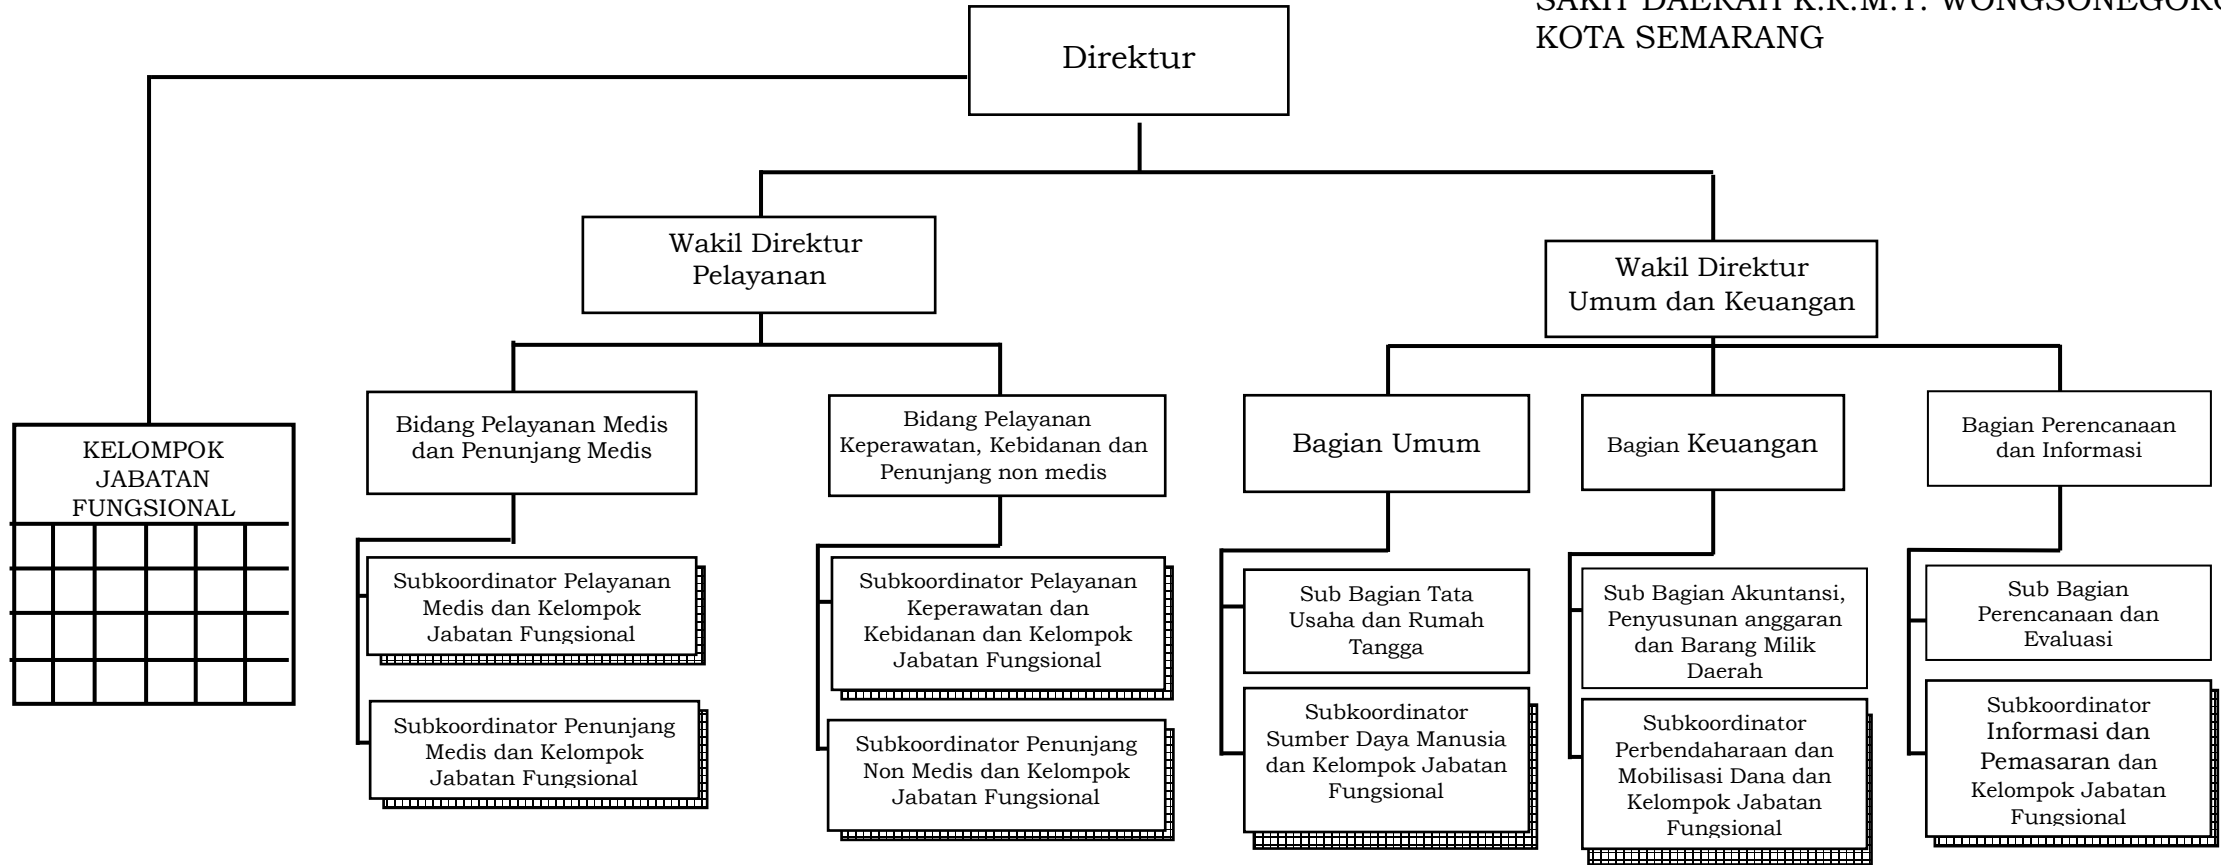 SAKIT DAERAH K.R.M.T. WONGSONEGORO
KOTA SEMARANG
Direktur
Wakil Direktur
Pelayanan
Wakil Direktur
Umum dan Keuangan
KELOMPOK
JABATAN
FUNGSIONAL
Bidang Pelayanan Medis
dan Penunjang Medis
Bidang Pelayanan
Keperawatan, Kebidanan dan
Penunjang non medis
Bagian Umum
Bagian Keuangan
Bagian Perencanaan
dan Informasi
Subkoordinator Pelayanan
Medis dan Kelompok
Jabatan Fungsional
Subkoordinator Pelayanan
Keperawatan dan
Kebidanan dan Kelompok
Jabatan Fungsional
Sub Bagian Tata
Usaha dan Rumah
Tangga
Sub Bagian Akuntansi,
Penyusunan anggaran
dan Barang Milik
Daerah
Sub Bagian
Perencanaan dan
Evaluasi
Subkoordinator Penunjang
Medis dan Kelompok
Jabatan Fungsional
Subkoordinator Penunjang
Non Medis dan Kelompok
Jabatan Fungsional
Subkoordinator
Sumber Daya Manusia
dan Kelompok Jabatan
Fungsional
Subkoordinator
Perbendaharaan dan
Mobilisasi Dana dan
Kelompok Jabatan
Fungsional
Subkoordinator
Informasi dan
Pemasaran dan
Kelompok Jabatan
Fungsional